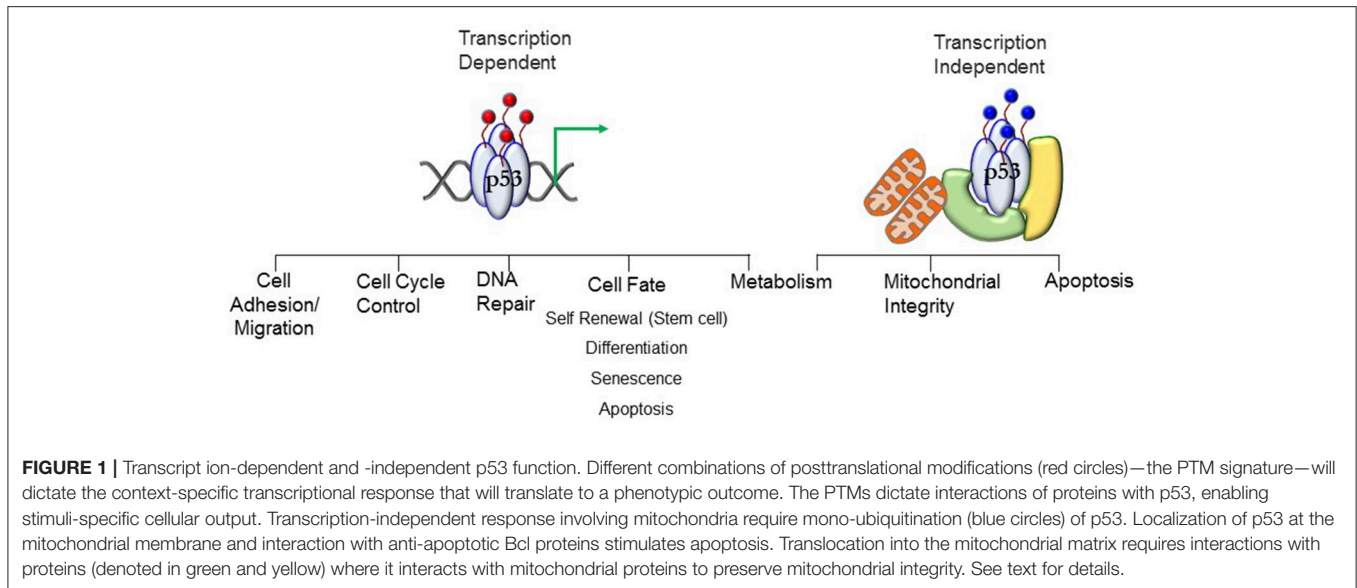 Transcription
Dependent
Transcription
Independent
p53
p53
Cell
Adhesion/
Migration
Cell Cycle
Control
DNA
Repair
Cell Fate
Self Renewal (Stem cell)
Differentiation
Senescence
Apoptosis
Metabolism
Mitochondrial
Integrity
Apoptosis
FIGURE 1 | Transcript ion-dependent and -independent p53 function. Different combinations of posttranslational modifications (red circles)—the PTM signature—will
dictate the context-specific transcriptional response that will translate to a phenotypic outcome. The PTMs dictate interactions of proteins with p53, enabling
stimuli-specific cellular output. Transcription-independent response involving mitochondria require mono-ubiquitination (blue circles) of p53. Localization of p53 at the
mitochondrial membrane and interaction with anti-apoptotic Bcl proteins stimulates apoptosis. Translocation into the mitochondrial matrix requires interactions with
proteins (denoted in green and yellow) where it interacts with mitochondrial proteins to preserve mitochondrial integrity. See text for details.